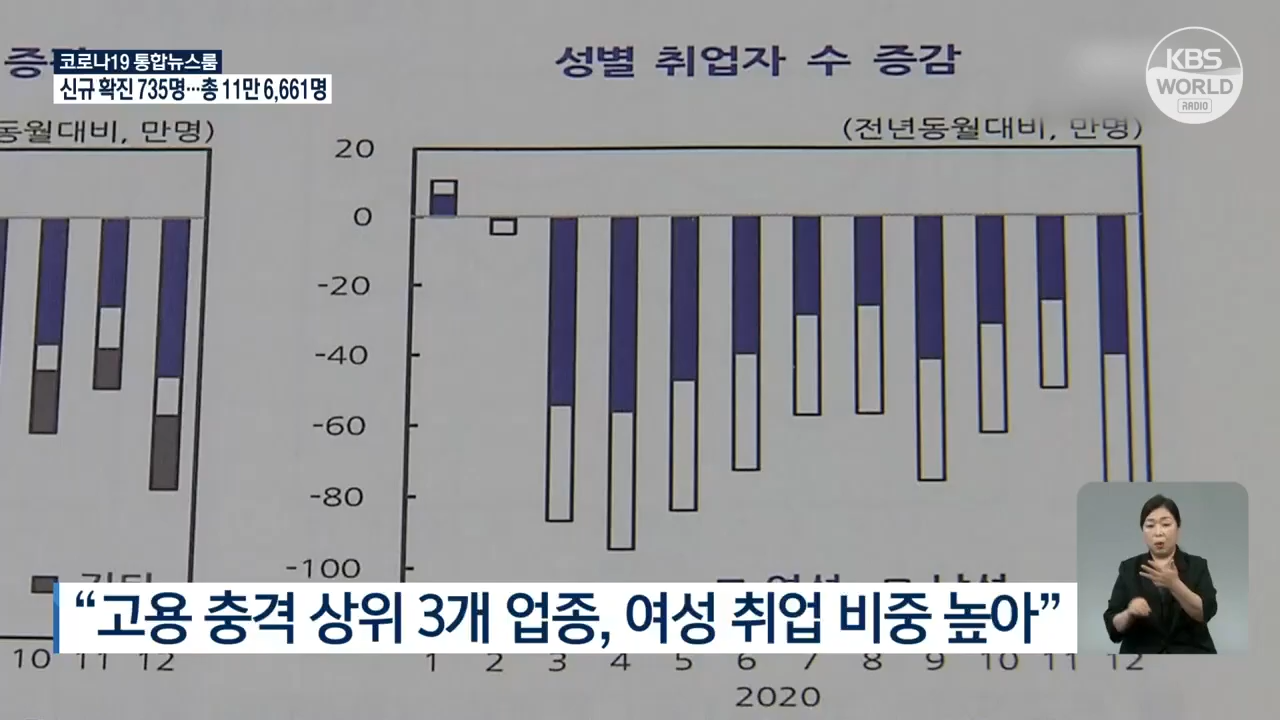 코로나19 통합뉴스룸
신규 확진 735명…총 11만 6,661명
KBS
WORLD
RADIO
성별 취업자 수 증감
동월대비, 만명)
(전년동월대비, 만명)
20
0
-20
-40
-60
-80
-100
“고용 충격 상위 3개 업종, 여성 취업 비중 높아”
10 11 12
1 2 3 4 5 6 7 8 9 10 11 12
2020